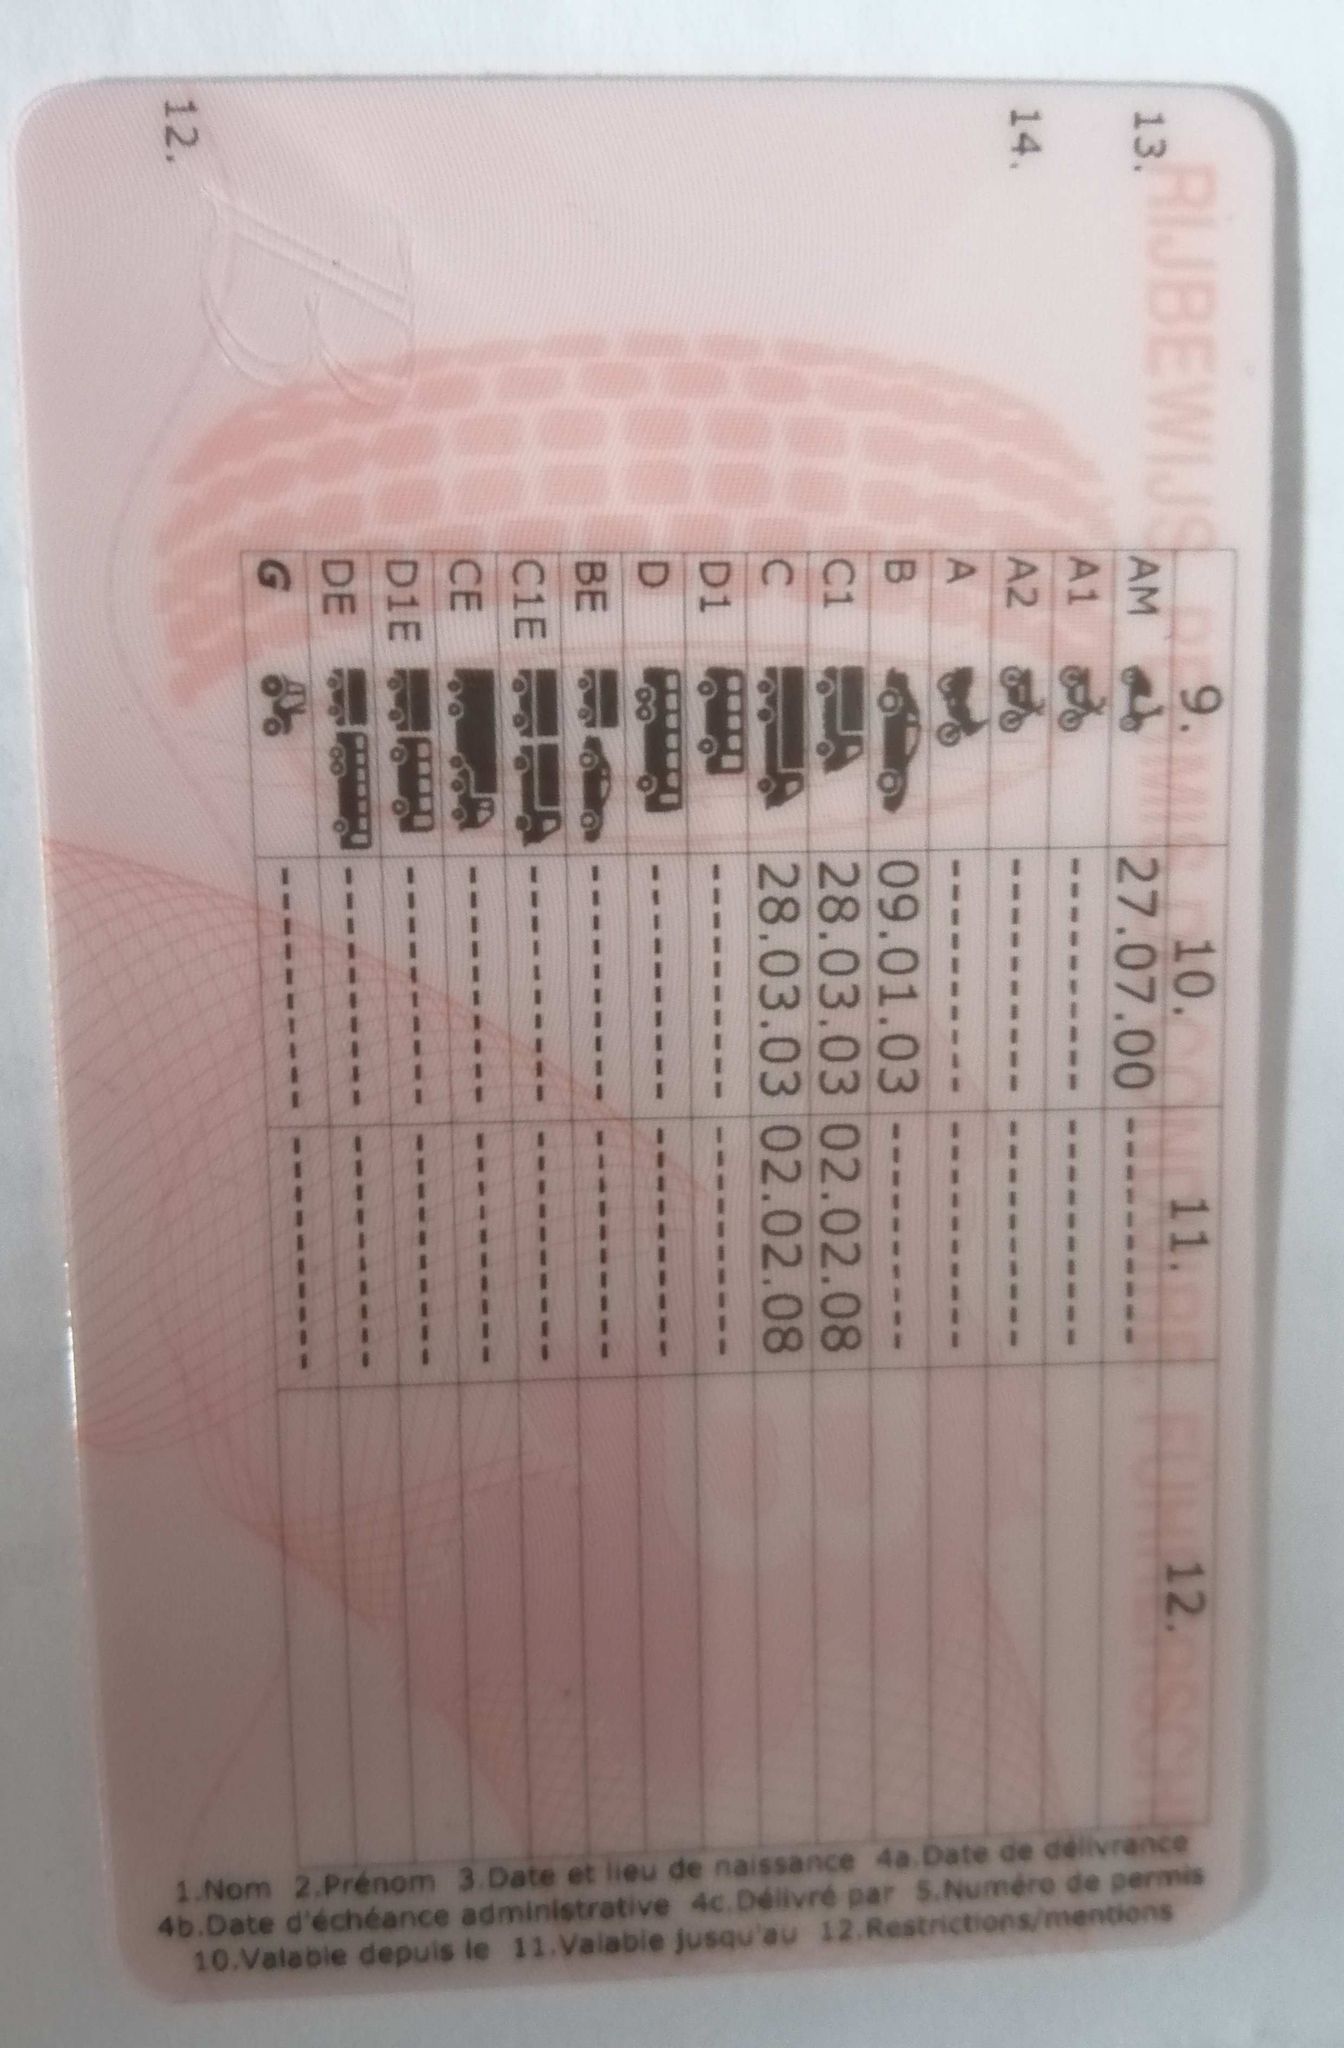 RIJBEWIJS PERMIS DE CONDUIRE FÜHRERSCHEIN
9. 10. 11. 12.
13.
AM 27.07.00 ----------
A1 ---------- ----------
14.
A2 ---------- ----------
A ---------- ----------
B 09.01.03 ----------
C1 28.03.03 02.02.08
C 28.03.03 02.02.08
D1 ---------- ----------
D ---------- ----------
BE ---------- ----------
C1E ---------- ----------
CE ---------- ----------
D1E ---------- ----------
DE ---------- ----------
G ---------- ----------
B
12.
1.Nom 2.Prénom 3.Date et lieu de naissance 4a.Date de délivrance
4b.Date d'échéance administrative 4c.Délivré par 5.Numéro de permis
10.Valable depuis le 11.Valable jusqu'au 12.Restrictions/mentions